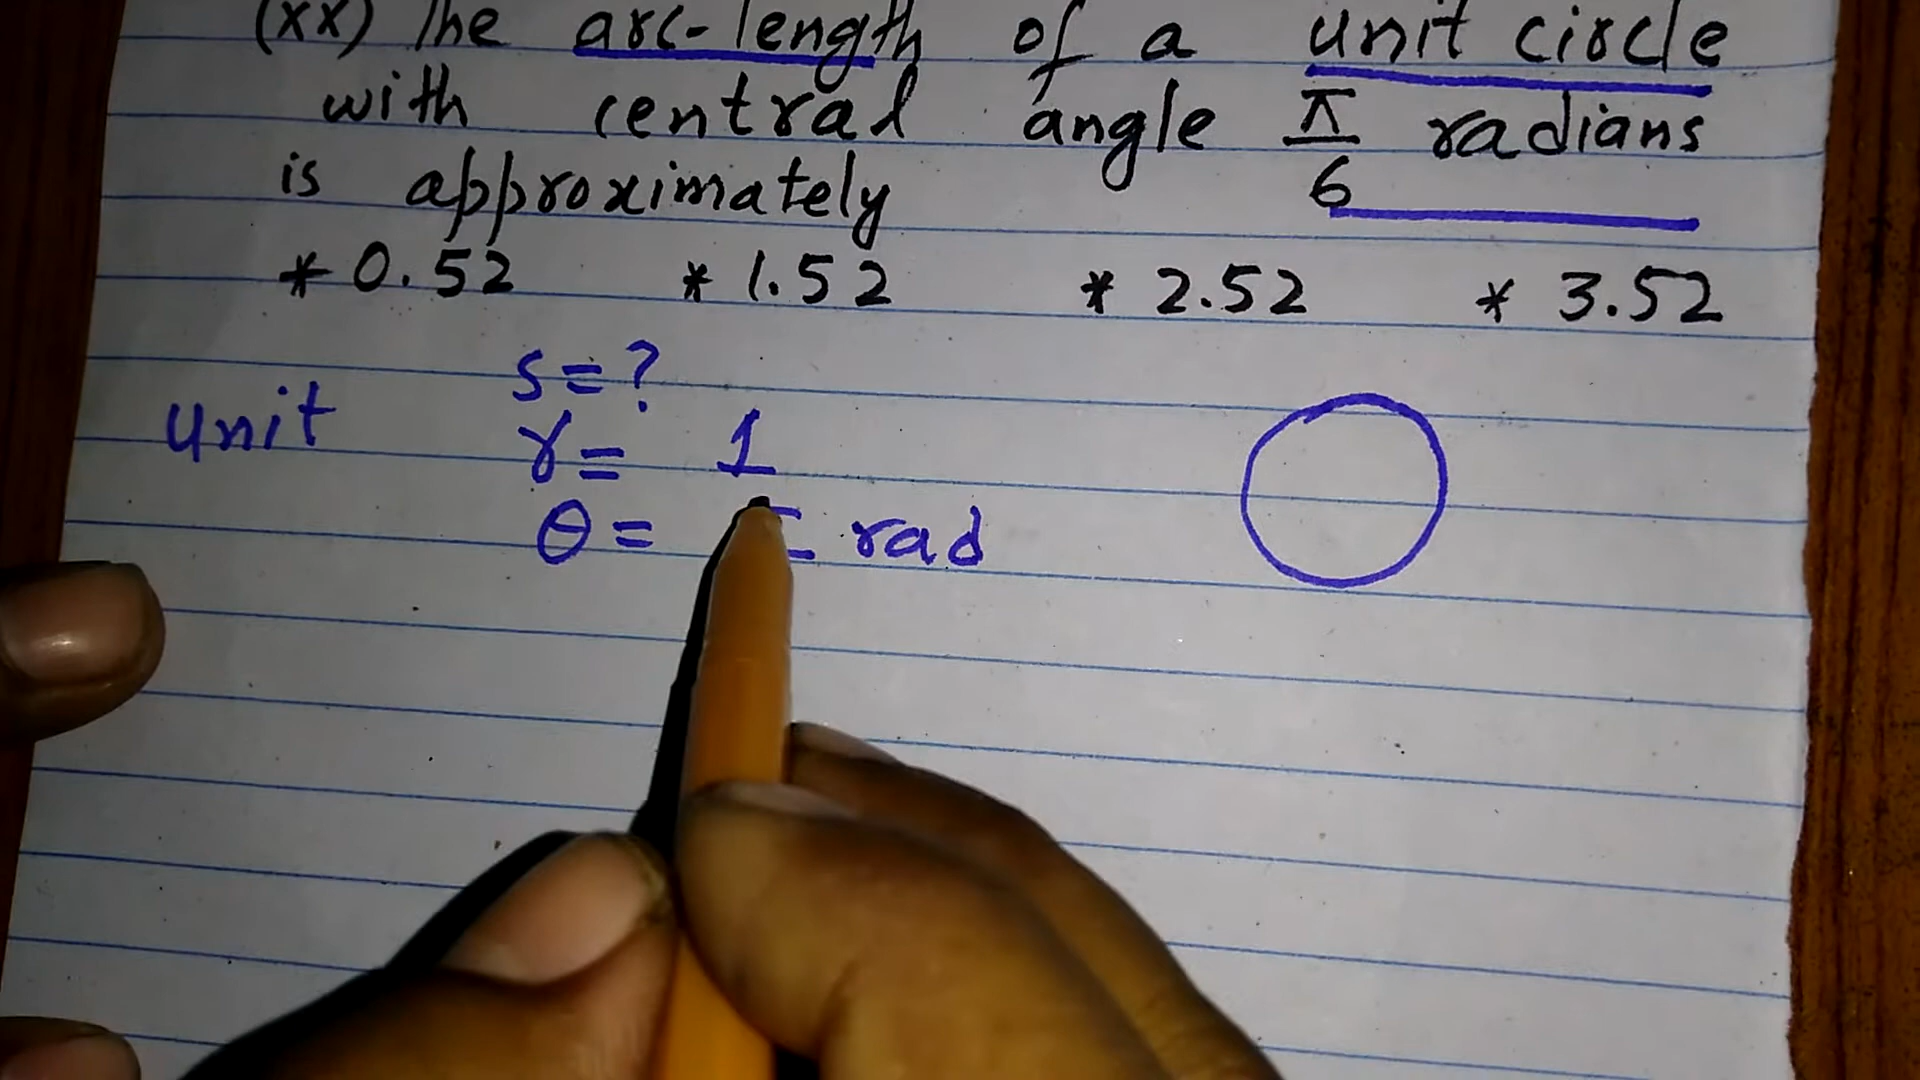 (xx) The arc-length of a unit circle
with central angle π/6 radians
is approximately
* 0.52 * 1.52 * 2.52 * 3.52
s = ?
unit r = 1
θ = rad